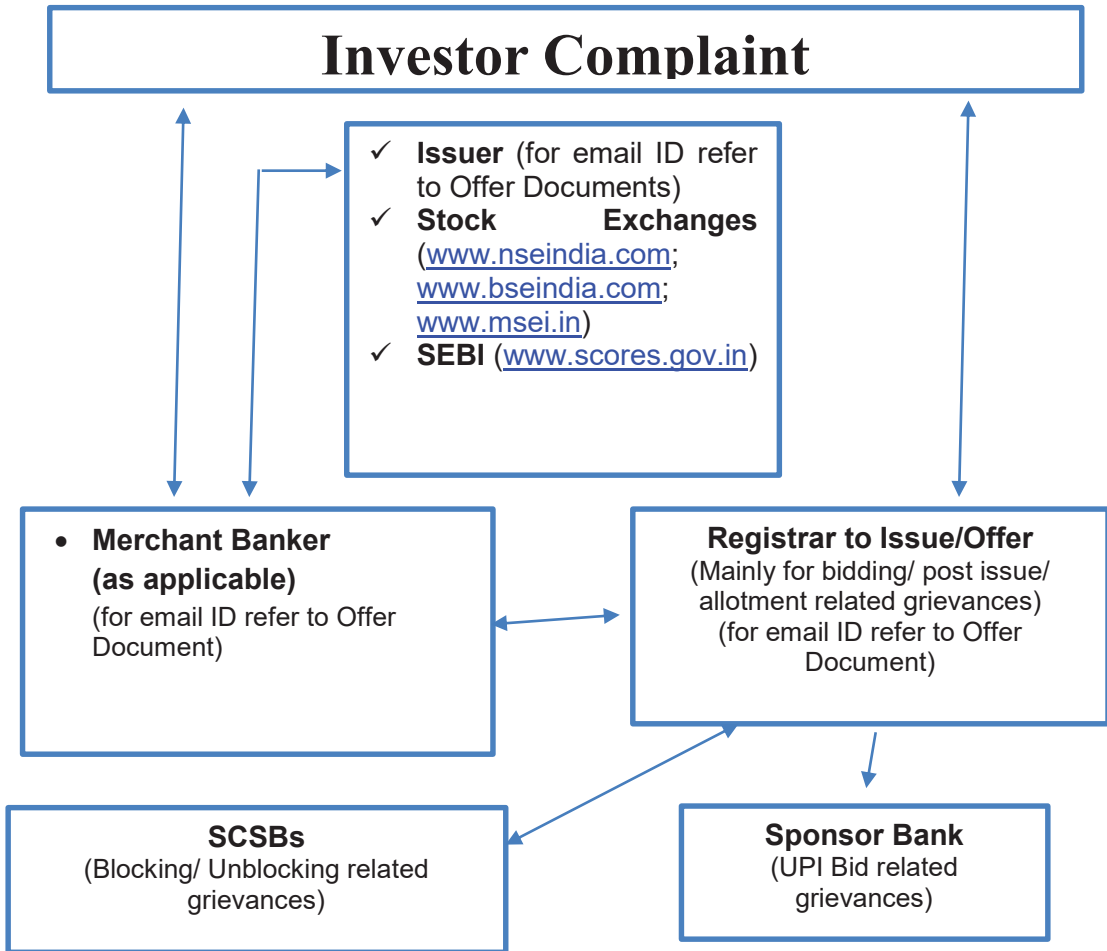 Investor Complaint
✓ Issuer (for email ID refer
to Offer Documents)
✓ Stock Exchanges
(www.nseindia.com;
www.bseindia.com;
www.msei.in)
✓ SEBI (www.scores.gov.in)
• Merchant Banker
(as applicable)
(for email ID refer to Offer
Document)
Registrar to Issue/Offer
(Mainly for bidding/ post issue/
allotment related grievances)
(for email ID refer to Offer
Document)
SCSBs
(Blocking/ Unblocking related
grievances)
Sponsor Bank
(UPI Bid related
grievances)